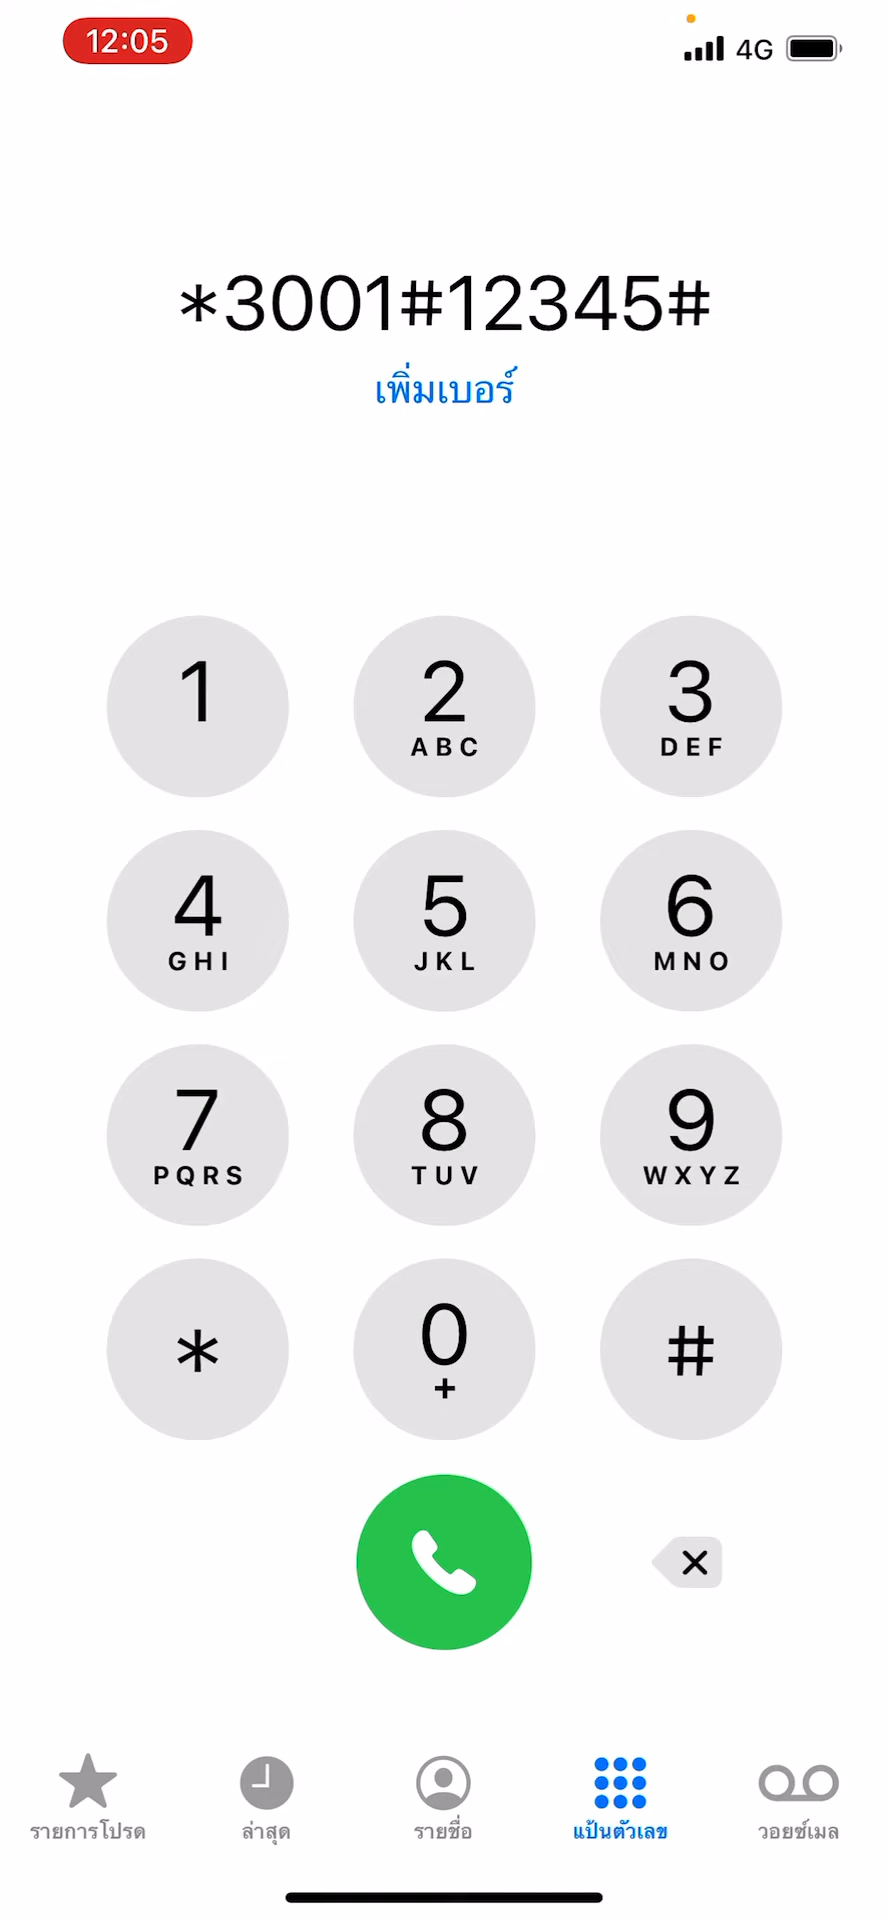 12:05
4G
*3001#12345#
เพิ่มเบอร์
1
2
ABC
3
DEF
4
GHI
5
JKL
6
MNO
7
PQRS
8
TUV
9
WXYZ
*
0
+
#
รายการโปรด
ล่าสุด
รายชื่อ
แป้นตัวเลข
วอยซ์เมล